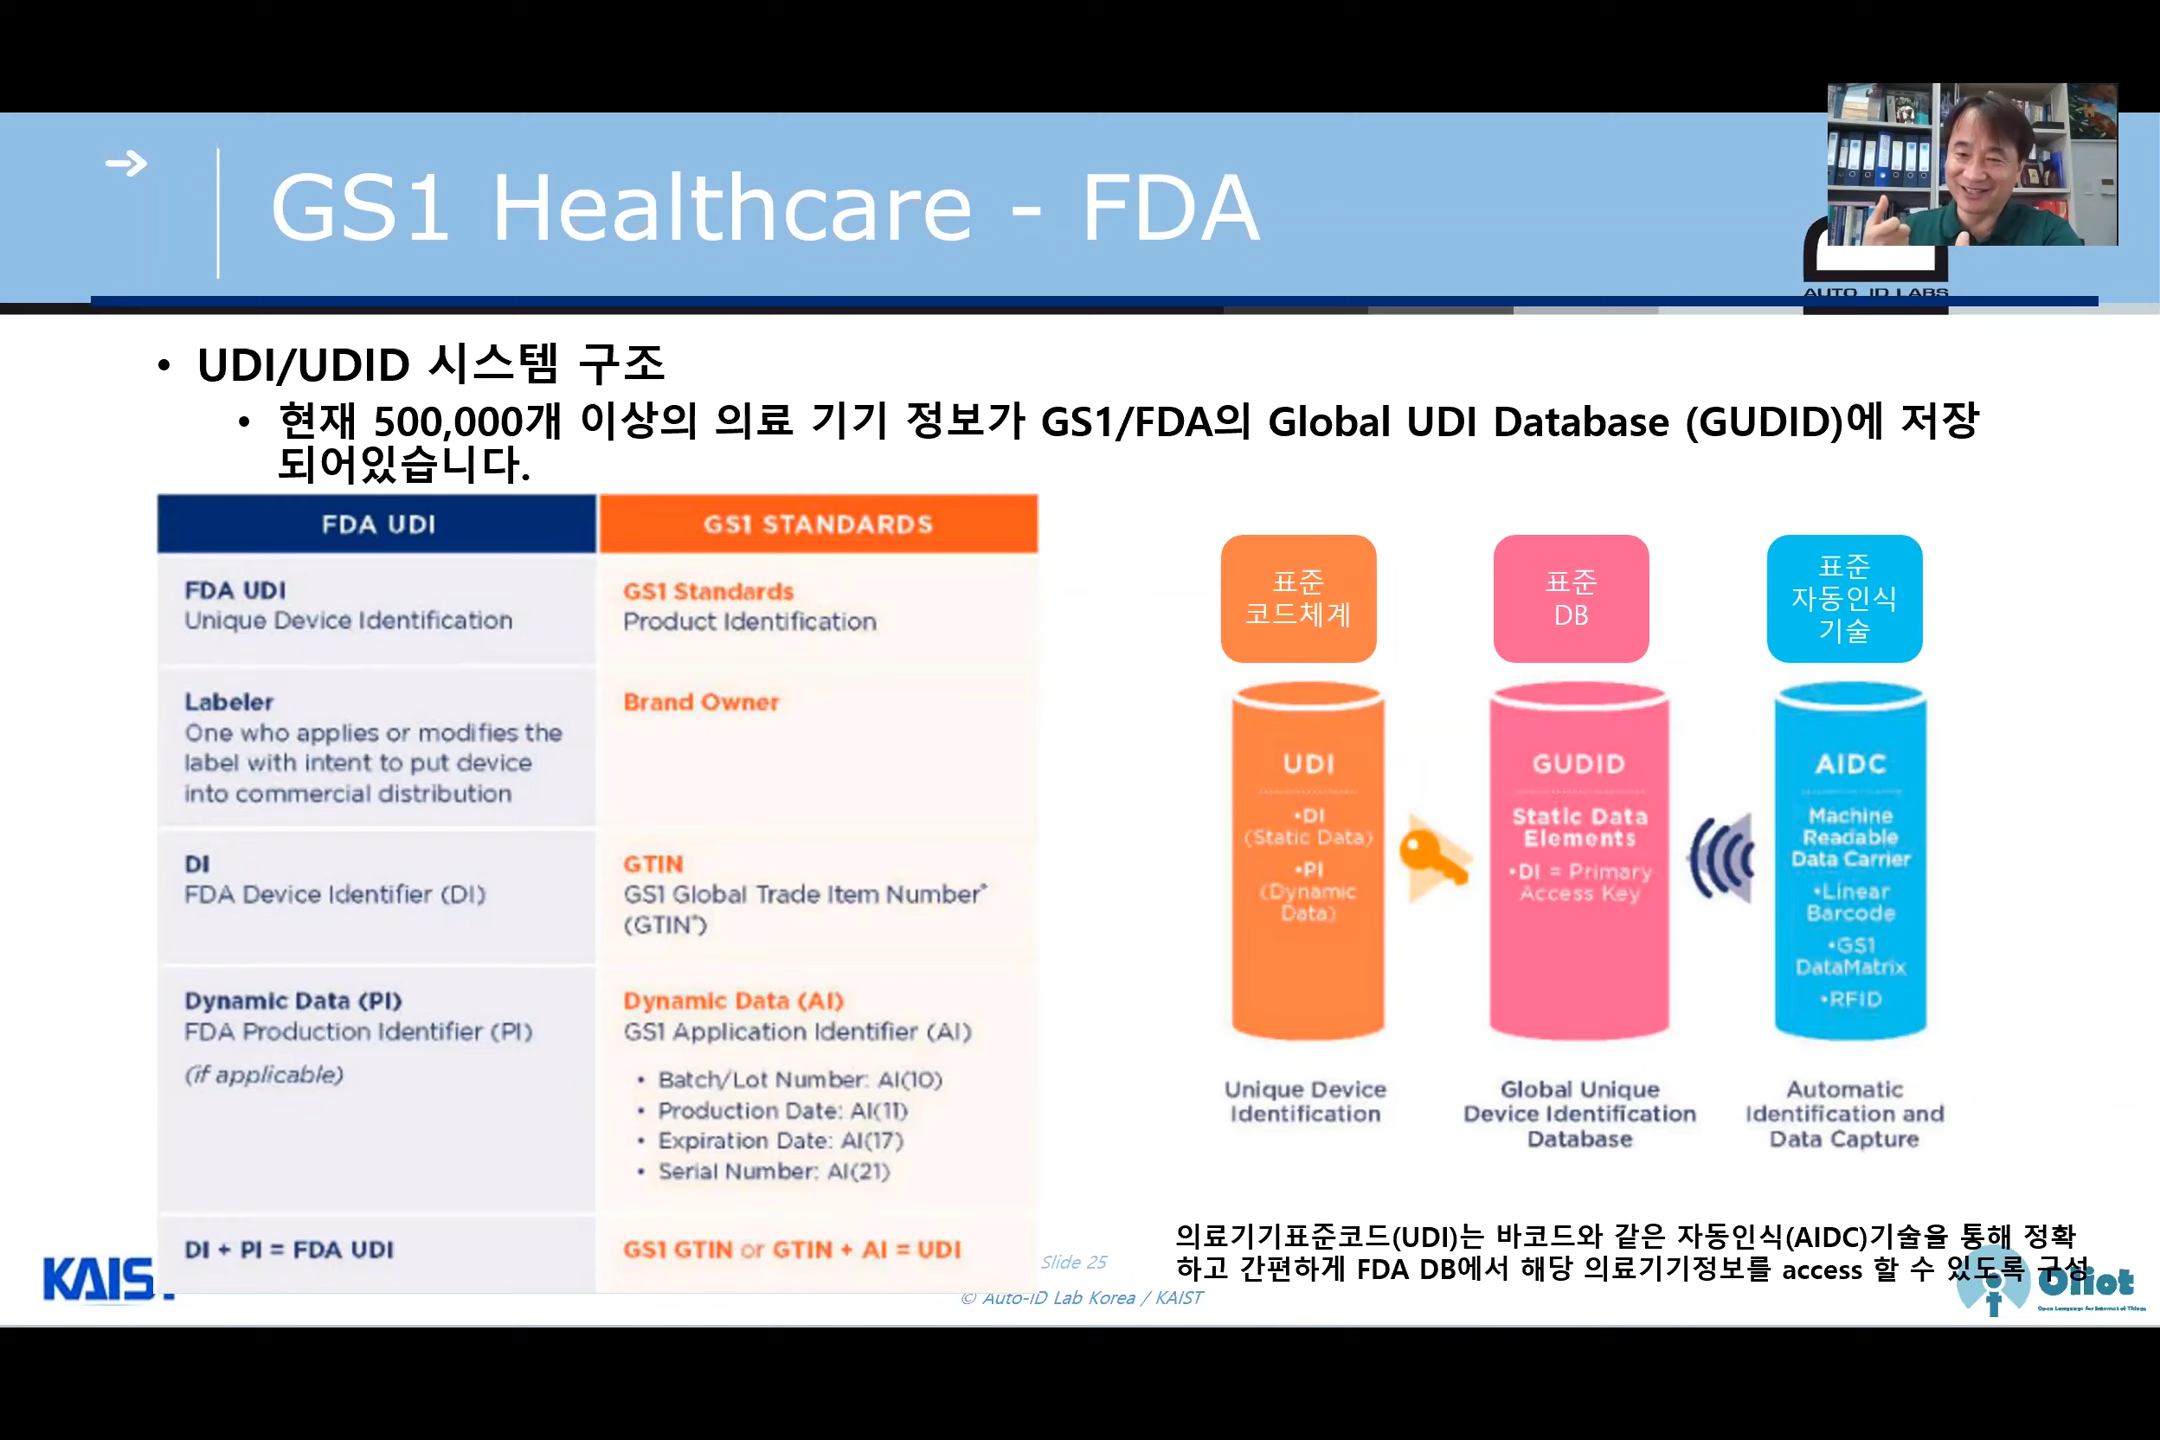 GS1 Healthcare - FDA
AUTO ID LABS
• UDI/UDID 시스템 구조
• 현재 500,000개 이상의 의료 기기 정보가 GS1/FDA의 Global UDI Database (GUDID)에 저장
되어있습니다.
FDA UDI
GS1 STANDARDS
FDA UDI
Unique Device Identification
GS1 Standards
Product Identification
Labeler
One who applies or modifies the
label with intent to put device
into commercial distribution
Brand Owner
DI
FDA Device Identifier (DI)
GTIN
GS1 Global Trade Item Number®
(GTIN®)
Dynamic Data (PI)
FDA Production Identifier (PI)
(if applicable)
Dynamic Data (AI)
GS1 Application Identifier (AI)
• Batch/Lot Number: AI(10)
• Production Date: AI(11)
• Expiration Date: AI(17)
• Serial Number: AI(21)
DI + PI = FDA UDI
GS1 GTIN or GTIN + AI = UDI
표준
코드체계
표준
DB
표준
자동인식
기술
UDI
•DI
(Static Data)
•PI
(Dynamic
Data)
GUDID
Static Data
Elements
•DI = Primary
Access Key
AIDC
Machine
Readable
Data Carrier
•Linear
Barcode
•GS1
DataMatrix
•RFID
Unique Device
Identification
Global Unique
Device Identification
Database
Automatic
Identification and
Data Capture
의료기기표준코드(UDI)는 바코드와 같은 자동인식(AIDC)기술을 통해 정확
하고 간편하게 FDA DB에서 해당 의료기기정보를 access 할 수 있도록 구성
KAIST
Slide 25
© Auto-ID Lab Korea / KAIST
Oliot
Open Language for Internet of Things